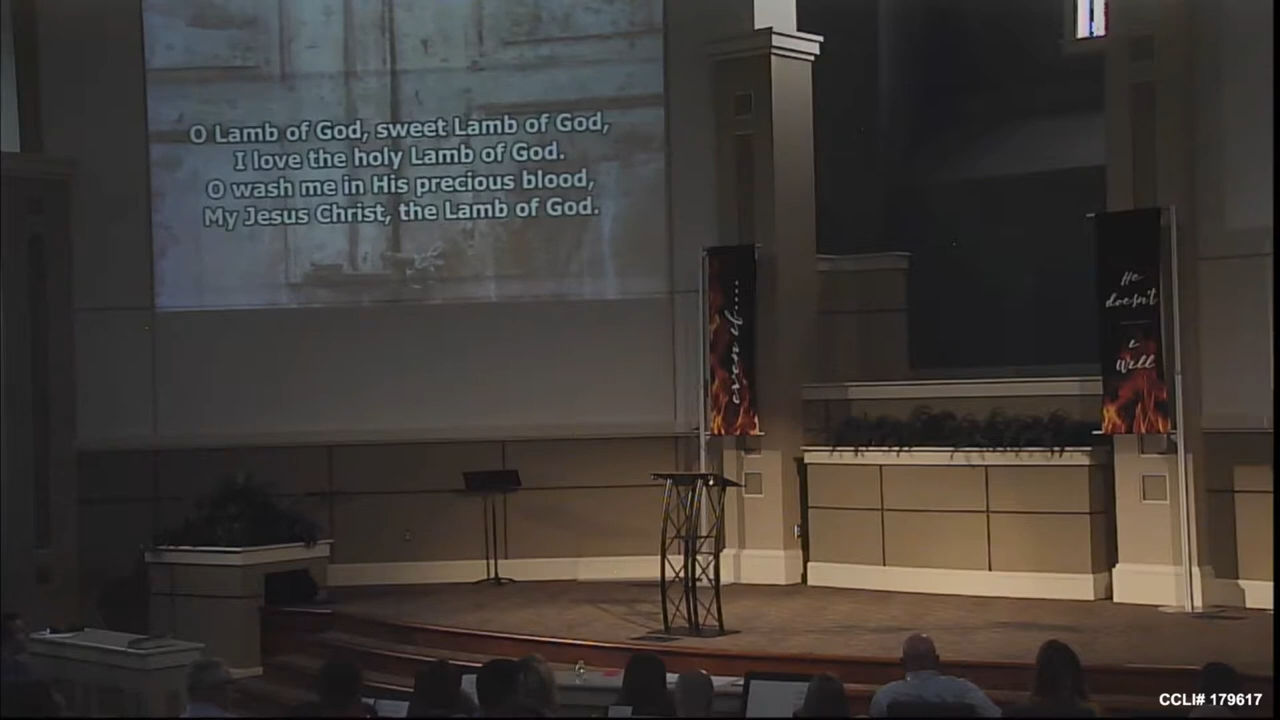 O Lamb of God, sweet Lamb of God,
I love the holy Lamb of God.
O wash me in His precious blood,
My Jesus Christ, the Lamb of God.
even if....
He
doesn't
I
Will
CCLI# 179617